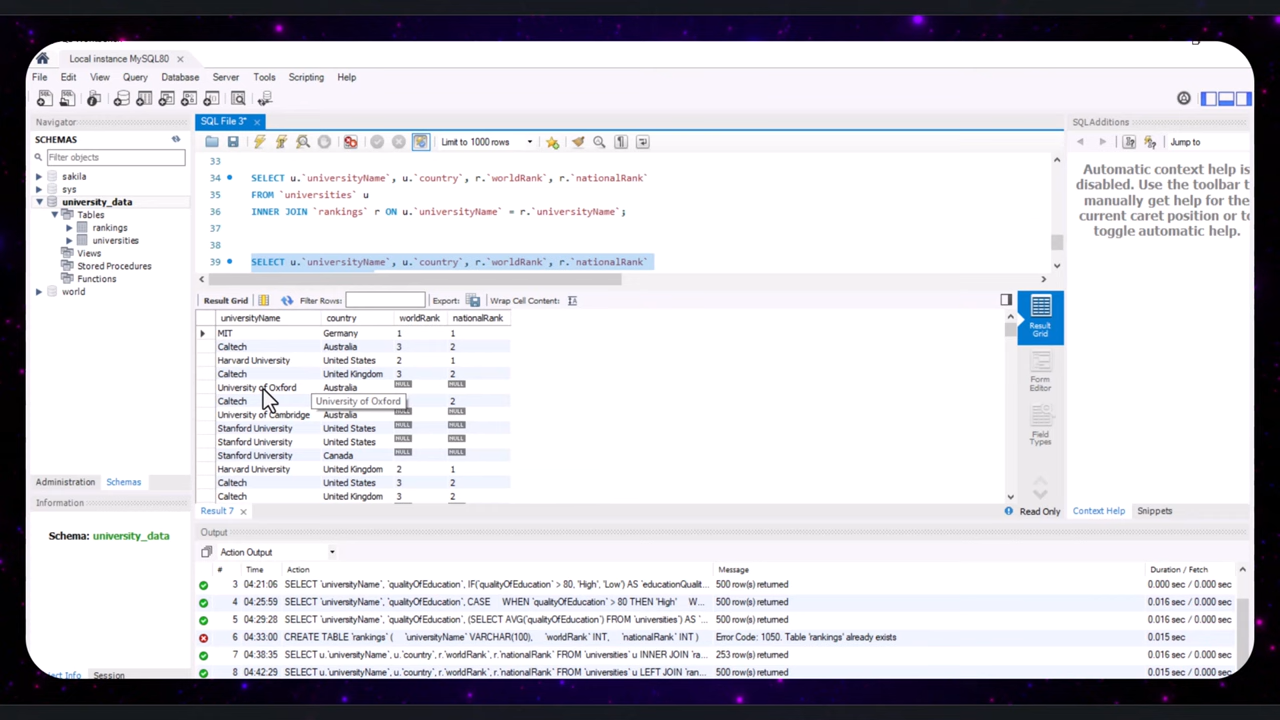 Local instance MySQL80
File Edit View Query Database Server Tools Scripting Help
Navigator
SCHEMAS
Filter objects
sakila
sys
university_data
Tables
rankings
universities
Views
Stored Procedures
Functions
world
Administration Schemas
Information
Schema: university_data
Session
SQL File 3*
Limit to 1000 rows
33
34 SELECT u.`universityName`, u.`country`, r.`worldRank`, r.`nationalRank`
35 FROM `universities` u
36 INNER JOIN `rankings` r ON u.`universityName` = r.`universityName`;
37
38
39 SELECT u.`universityName`, u.`country`, r.`worldRank`, r.`nationalRank`
Result Grid Filter Rows: Export: Wrap Cell Content:
universityName country worldRank nationalRank
MIT Germany 1 1
Caltech Australia 3 2
Harvard University United States 2 1
Caltech United Kingdom 3 2
University of Oxford Australia NULL NULL
Caltech University of Oxford 2
University of Cambridge Australia NULL NULL
Stanford University United States NULL NULL
Stanford University United States NULL NULL
Stanford University Canada NULL NULL
Harvard University United Kingdom 2 1
Caltech United Kingdom 3 2
Caltech United Kingdom 3 2
Result Grid
Form Editor
Field Types
Result 7
Read Only
SQLAdditions
Jump to
Automatic context help is
disabled. Use the toolbar t
manually get help for the
current caret position or to
toggle automatic help.
Context Help Snippets
Output
Action Output
# Time Action Message Duration / Fetch
3 04:21:06 SELECT `universityName`, `qualityOfEducation`, IF(`qualityOfEducation` > 80, 'High', 'Low') AS `educationQualit... 500 row(s) returned 0.000 sec / 0.000 sec
4 04:25:59 SELECT `universityName`, `qualityOfEducation`, CASE WHEN `qualityOfEducation` > 80 THEN 'High' W... 500 row(s) returned 0.016 sec / 0.000 sec
5 04:29:28 SELECT `universityName`, `qualityOfEducation`, (SELECT AVG(`qualityOfEducation`) FROM `universities`) AS `... 500 row(s) returned 0.016 sec / 0.000 sec
6 04:33:00 CREATE TABLE `rankings` ( `universityName` VARCHAR(100), `worldRank` INT, `nationalRank` INT ) Error Code: 1050. Table 'rankings' already exists 0.015 sec
7 04:38:35 SELECT u.`universityName`, u.`country`, r.`worldRank`, r.`nationalRank` FROM `universities` u INNER JOIN `ran... 253 row(s) returned 0.015 sec / 0.000 sec
8 04:42:29 SELECT u.`universityName`, u.`country`, r.`worldRank`, r.`nationalRank` FROM `universities` u LEFT JOIN `ran... 500 row(s) returned 0.016 sec / 0.000 sec